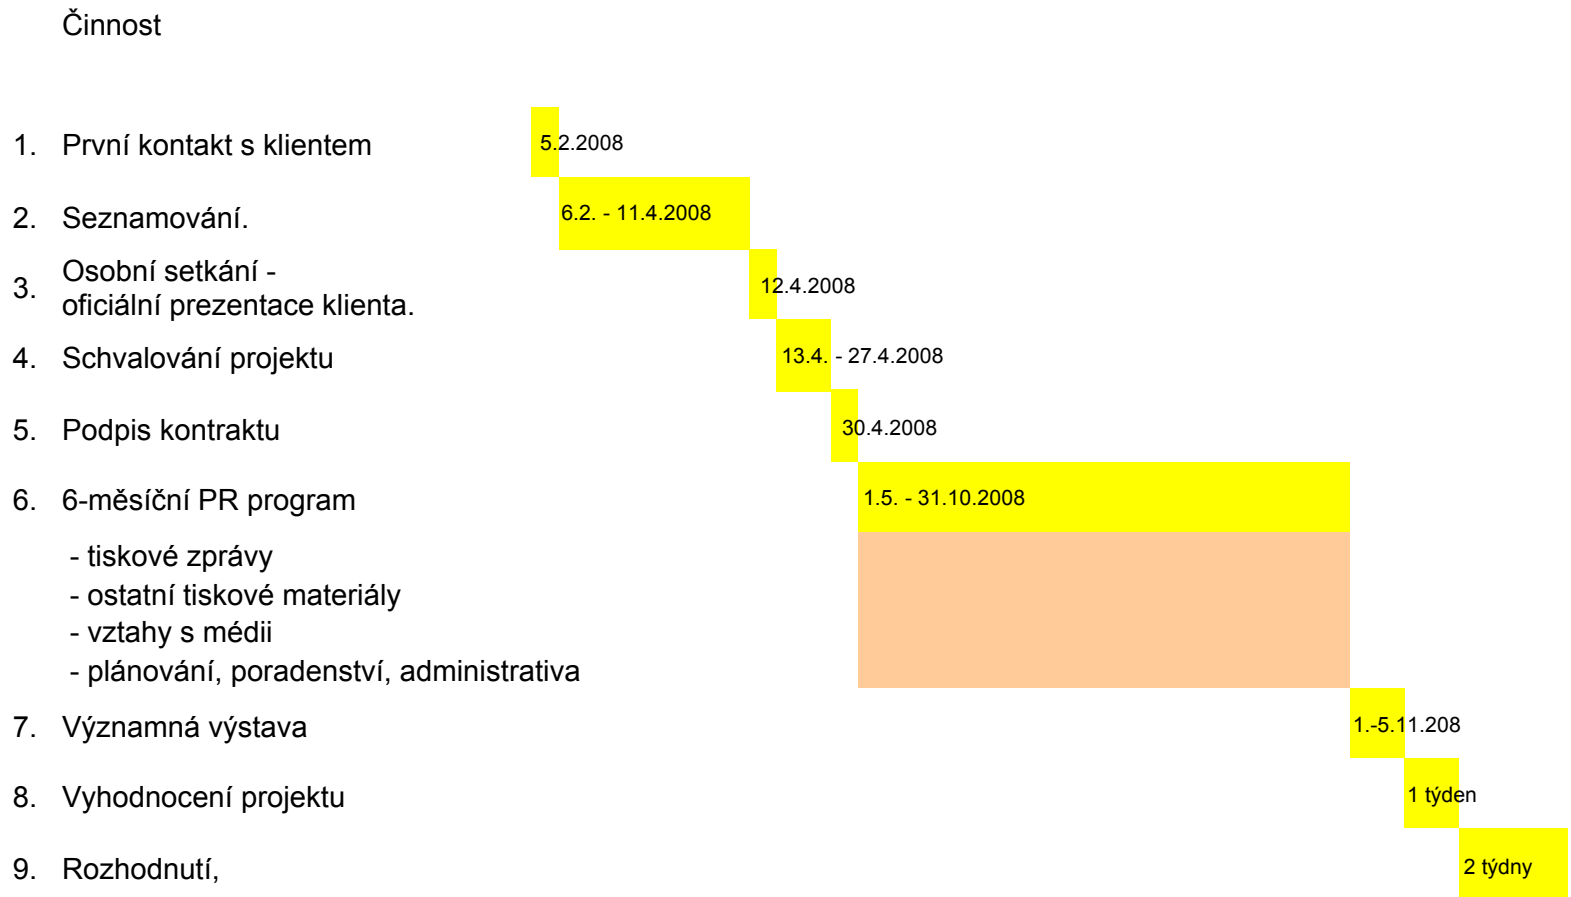 Činnost
1. První kontakt s klientem 5.2.2008
2. Seznamování. 6.2. - 11.4.2008
3. Osobní setkání -
oficiální prezentace klienta. 12.4.2008
4. Schvalování projektu 13.4. - 27.4.2008
5. Podpis kontraktu 30.4.2008
6. 6-měsíční PR program 1.5. - 31.10.2008
- tiskové zprávy
- ostatní tiskové materiály
- vztahy s médii
- plánování, poradenství, administrativa
7. Významná výstava 1.-5.11.208
8. Vyhodnocení projektu 1 týden
9. Rozhodnutí, 2 týdny